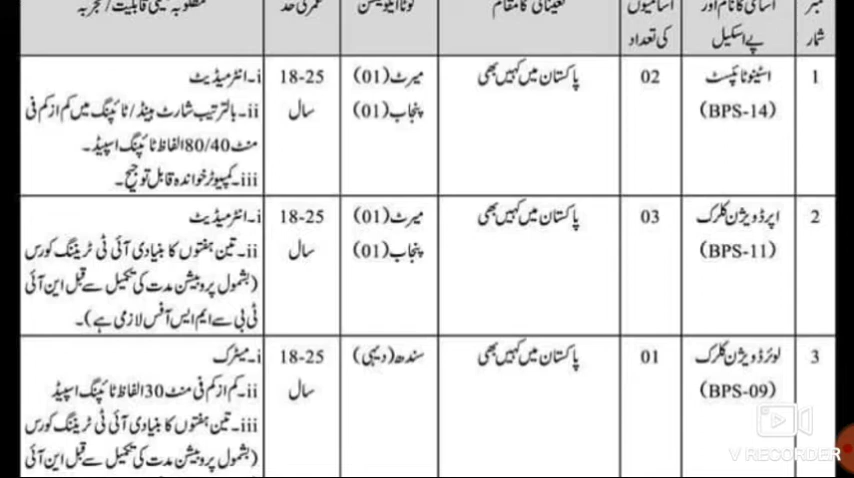 نمبر شمار
اسامی کا نام اور پے اسکیل
اسامیوں کی تعداد
تعیناتی کا مقام
عمر کی حد
مطلوبہ تعلیمی قابلیت/تجربہ
1
اسٹینو ٹائپسٹ
(BPS-14)
02
پاکستان میں کہیں بھی
میرٹ (01)
پنجاب (01)
18-25
سال
i۔ انٹرمیڈیٹ
ii۔ بالترتیب شارٹ ہینڈ/ٹائپنگ میں کم از کم فی
منٹ 80/40 الفاظ ٹائپنگ اسپیڈ۔
iii۔ کمپیوٹر خواندہ قابل توجیح۔
2
اپر ڈویژن کلرک
(BPS-11)
03
پاکستان میں کہیں بھی
میرٹ (01)
پنجاب (01)
18-25
سال
i۔ انٹرمیڈیٹ
ii۔ تین ہفتوں کا بنیادی آئی ٹی ٹریننگ کورس
(بشمول پروبیشن مدت کی تکمیل سے قبل این آئی
ٹی بی سے ایم ایس آفس لازمی ہے)۔
3
لوئر ڈویژن کلرک
(BPS-09)
01
پاکستان میں کہیں بھی
سندھ (دیہی)
18-25
سال
i۔ میٹرک
ii۔ کم از کم فی منٹ 30 الفاظ ٹائپنگ اسپیڈ
iii۔ تین ہفتوں کا بنیادی آئی ٹی ٹریننگ کورس
(بشمول پروبیشن مدت کی تکمیل سے قبل این آئی
V RECORDER